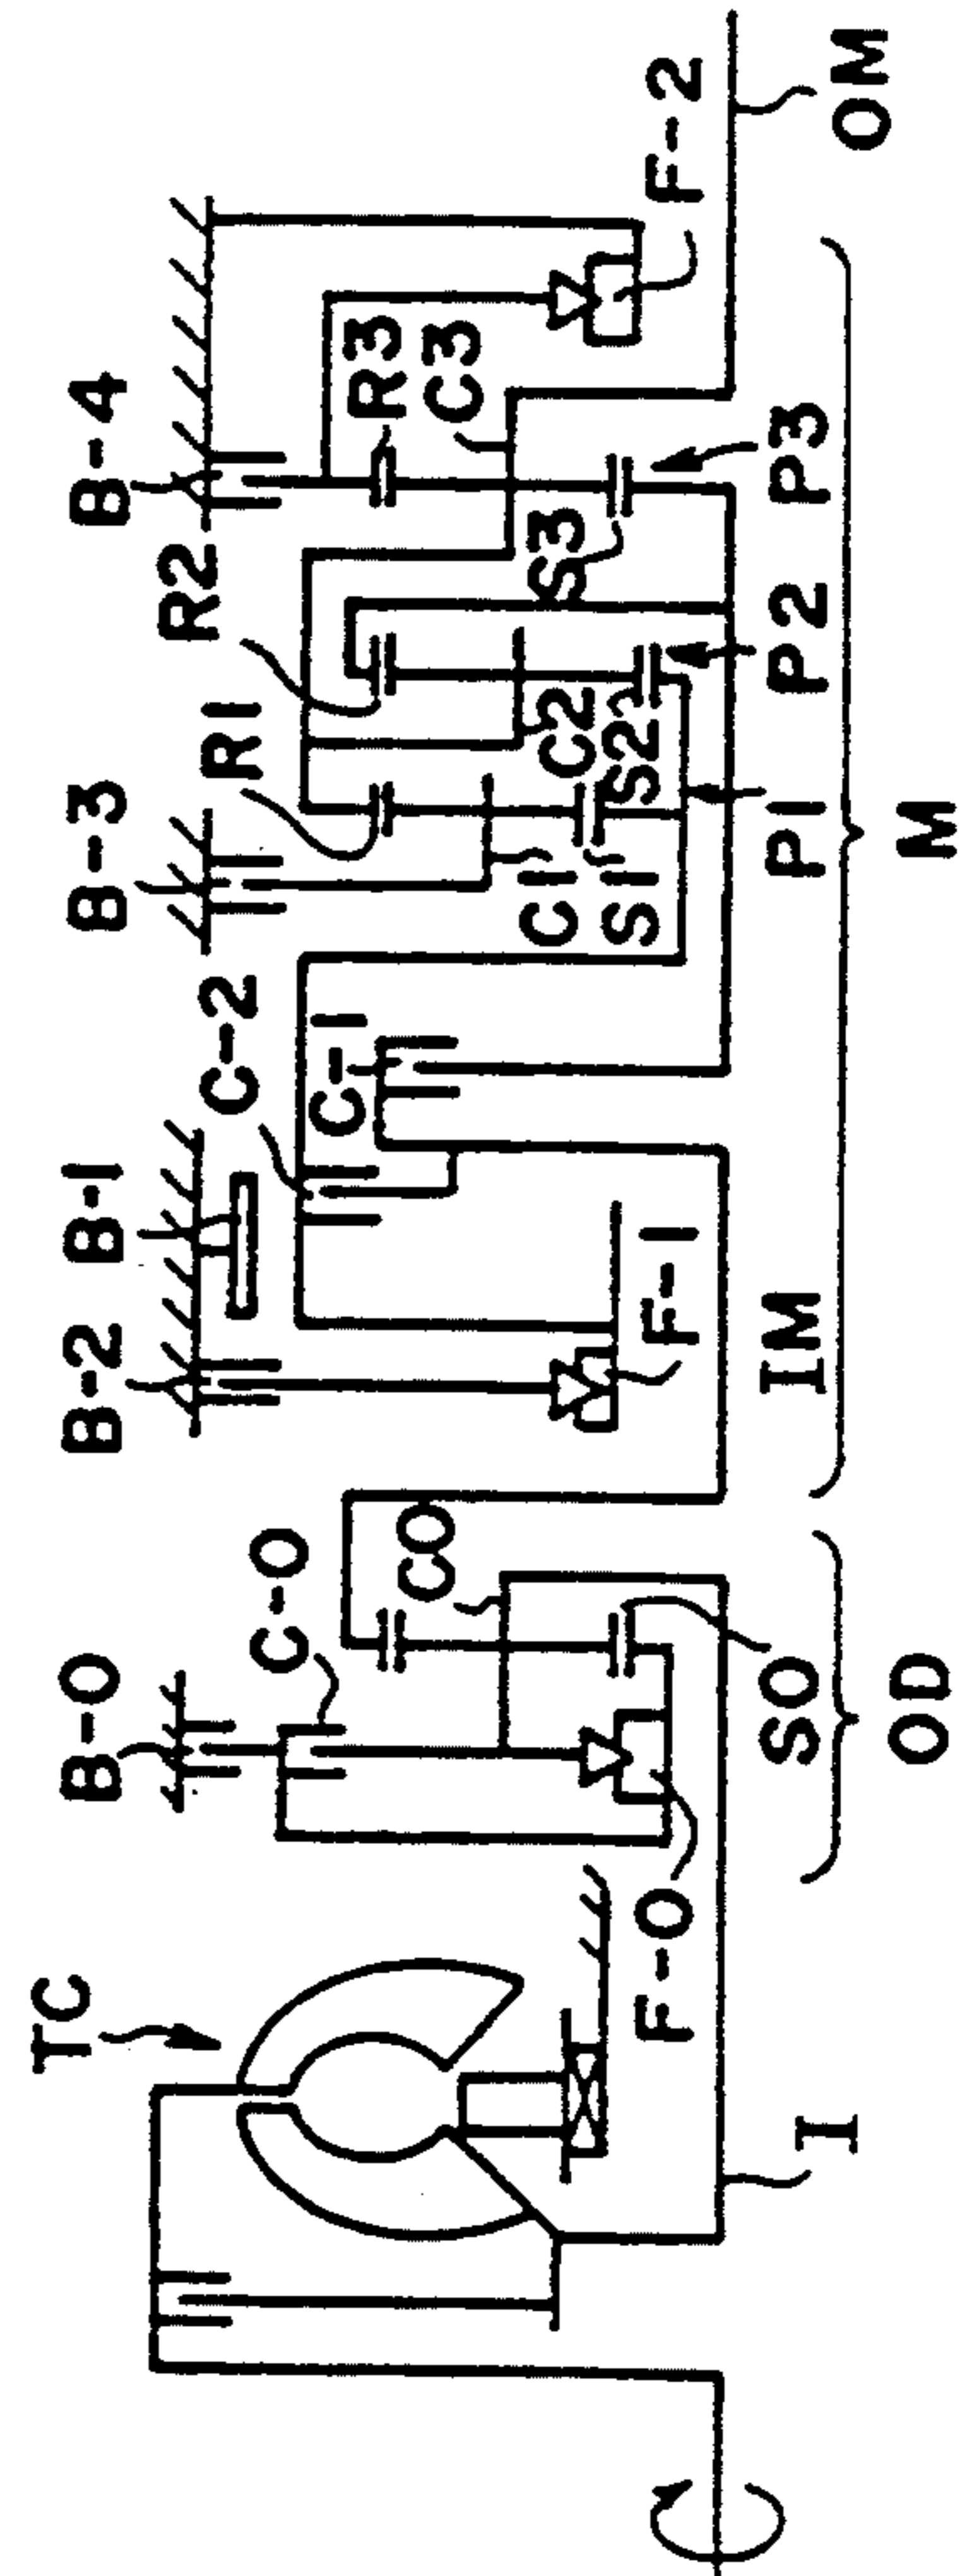 TC
B-O
C-O
CO
F-O
SO
OD
I
B-2
B-1
C-2
C-1
F-1
IM
B-3
R1
R2
B-4
C1
S1
C2
S2
S3
R3
C3
F-2
P1
P2
P3
M
OM